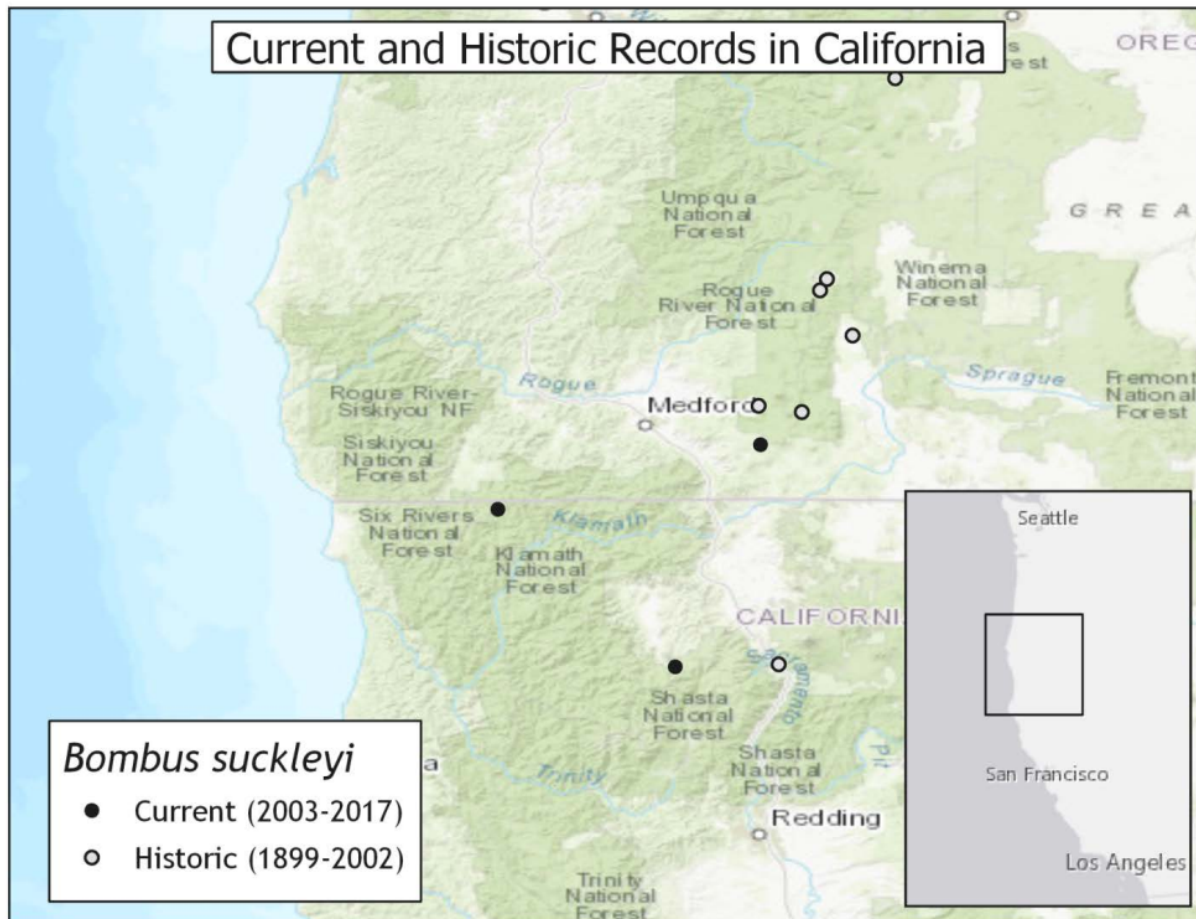 Current and Historic Records in California
OREG
rest
Umpqua
National
Forest
G R E A
Winema
National
Forest
Rogue
River National
Forest
Rogue
Sprague
Rogue River-
Siskiyou NF
Medford
Fremont
National
Forest
Siskiyou
National
Forest
Six Rivers
National
Forest
Klamath
Klamath
National
Forest
CALIFORNI
Sacramento
Shasta
National
Forest
Shasta
National
Forest
Pit
Trinity
a
Redding
Trinity
National
Forest
Bombus suckleyi
Current (2003-2017)
Historic (1899-2002)
Seattle
San Francisco
Los Angeles